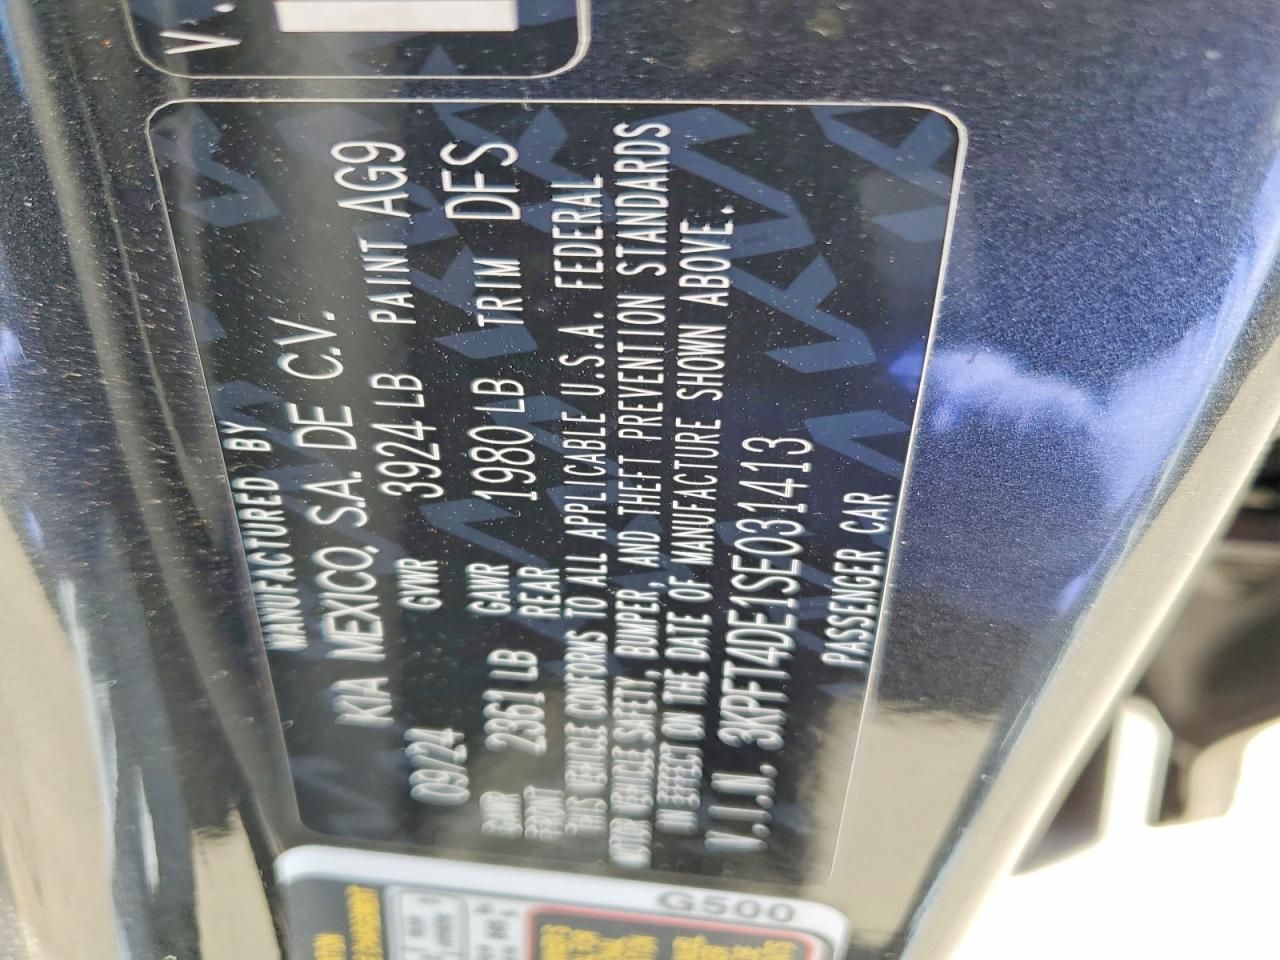 V.
MANUFACTURED BY
KIA MEXICO, S.A. DE C.V.
09/24 GWR 3924 LB PAINT AG9
GAWR FRONT 2361 LB GAWR REAR 1980 LB TRIM DFS
THIS VEHICLE CONFORMS TO ALL APPLICABLE U.S.A. FEDERAL
MOTOR VEHICLE SAFETY, BUMPER, AND THEFT PREVENTION STANDARDS
IN EFFECT ON THE DATE OF MANUFACTURE SHOWN ABOVE.
V.I.N. 3KPFT4DE1SE031413
PASSENGER CAR
G500